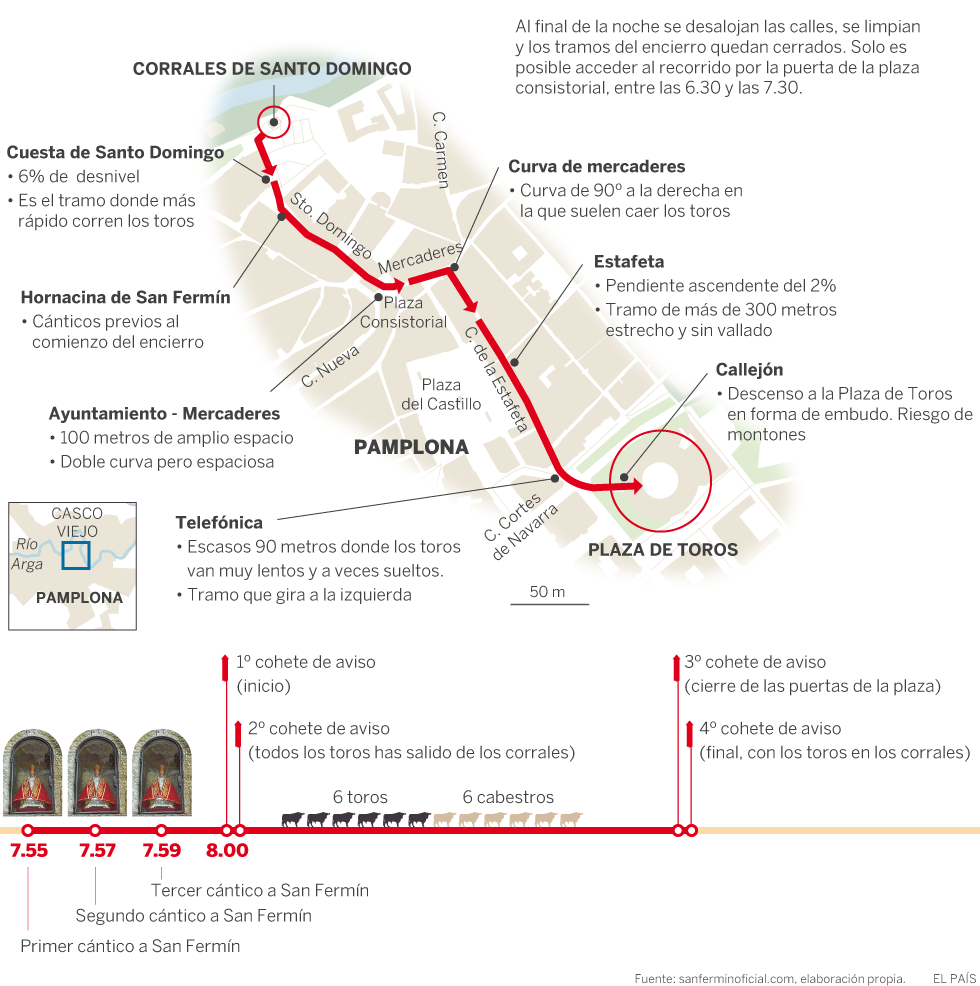 Al final de la noche se desalojan las calles, se limpian
y los tramos del encierro quedan cerrados. Solo es
posible acceder al recorrido por la puerta de la plaza
consistorial, entre las 6.30 y las 7.30.
CORRALES DE SANTO DOMINGO
Cuesta de Santo Domingo
• 6% de desnivel
• Es el tramo donde más
rápido corren los toros
C. Carmen
Curva de mercaderes
• Curva de 90º a la derecha en
la que suelen caer los toros
Sto. Domingo
Mercaderes
Estafeta
• Pendiente ascendente del 2%
• Tramo de más de 300 metros
estrecho y sin vallado
Hornacina de San Fermín
• Cánticos previos al
comienzo del encierro
Plaza
Consistorial
C. Nueva
C. de la Estafeta
Plaza
del Castillo
Callejón
• Descenso a la Plaza de Toros
en forma de embudo. Riesgo de
montones
Ayuntamiento - Mercaderes
• 100 metros de amplio espacio
• Doble curva pero espaciosa
PAMPLONA
C. Cortes
de Navarra
PLAZA DE TOROS
Telefónica
• Escasos 90 metros donde los toros
van muy lentos y a veces sueltos.
• Tramo que gira a la izquierda
CASCO
VIEJO
Río
Arga
PAMPLONA
50 m
1º cohete de aviso
(inicio)
2º cohete de aviso
(todos los toros has salido de los corrales)
3º cohete de aviso
(cierre de las puertas de la plaza)
4º cohete de aviso
(final, con los toros en los corrales)
6 toros
6 cabestros
7.55
7.57
7.59
8.00
Tercer cántico a San Fermín
Segundo cántico a San Fermín
Primer cántico a San Fermín
Fuente: sanferminoficial.com, elaboración propia.
EL PAÍS